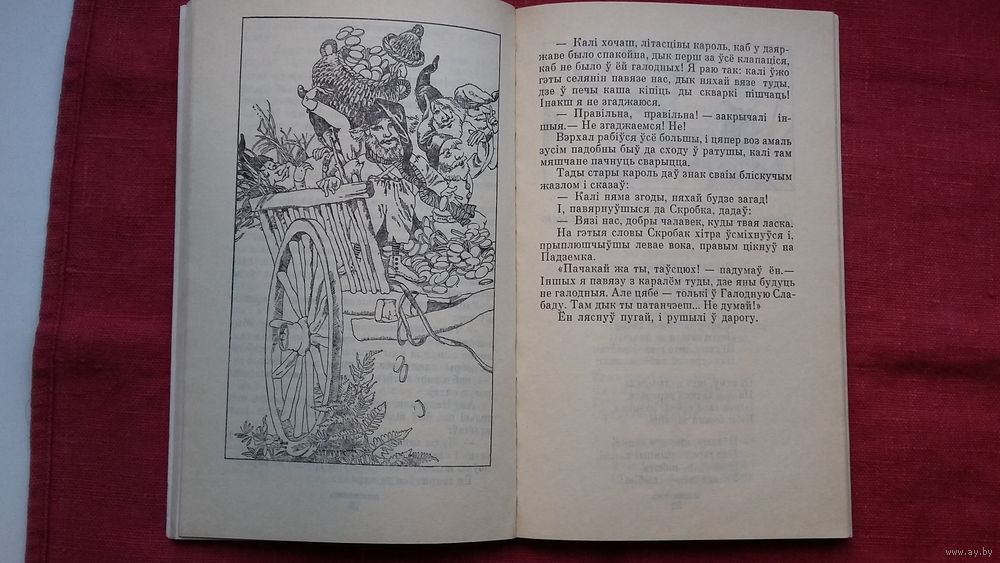 — Калі хочаш, літасцівы кароль, каб у дзяр-
жаве было спакойна, дык перш за ўсё клапаціся,
каб не было ў ёй галодных! Я раю так: калі ўжо
гэты селянін павязе нас, дык няхай вязе туды,
дзе ў печы каша кіпіць ды скваркі пішчаць!
Інакш я не згаджаюся.
— Правільна, правільна! — закрычалі ін-
шыя.— Не згаджаемся! Не!
Вэрхал рабіўся ўсё большы, і цяпер воз амаль
зусім падобны быў да сходу ў ратушы, калі там
мяшчане пачнуць сварыцца.
Тады стары кароль даў знак сваім бліскучым
жазлом і сказаў:
— Калі няма згоды, няхай будзе загад!
І, павярнуўшыся да Скробка, дадаў:
— Вязі нас, добры чалавек, куды твая ласка.
На гэтыя словы Скробак хітра ўсміхнуўся і,
прыплюшчыўшы левае вока, правым цікнуў на
Падземка.
«Пачакай жа ты, таўсцюх! — падумаў ён.—
Іншых я павязу з каралём туды, дзе яны будуць
не галодныя. Але цябе — толькі ў Галодную Сла-
баду. Там дык ты патанчэеш... Не думай!»
Ён ляснуў пугай, і рушылі ў дарогу.
www.ay.by